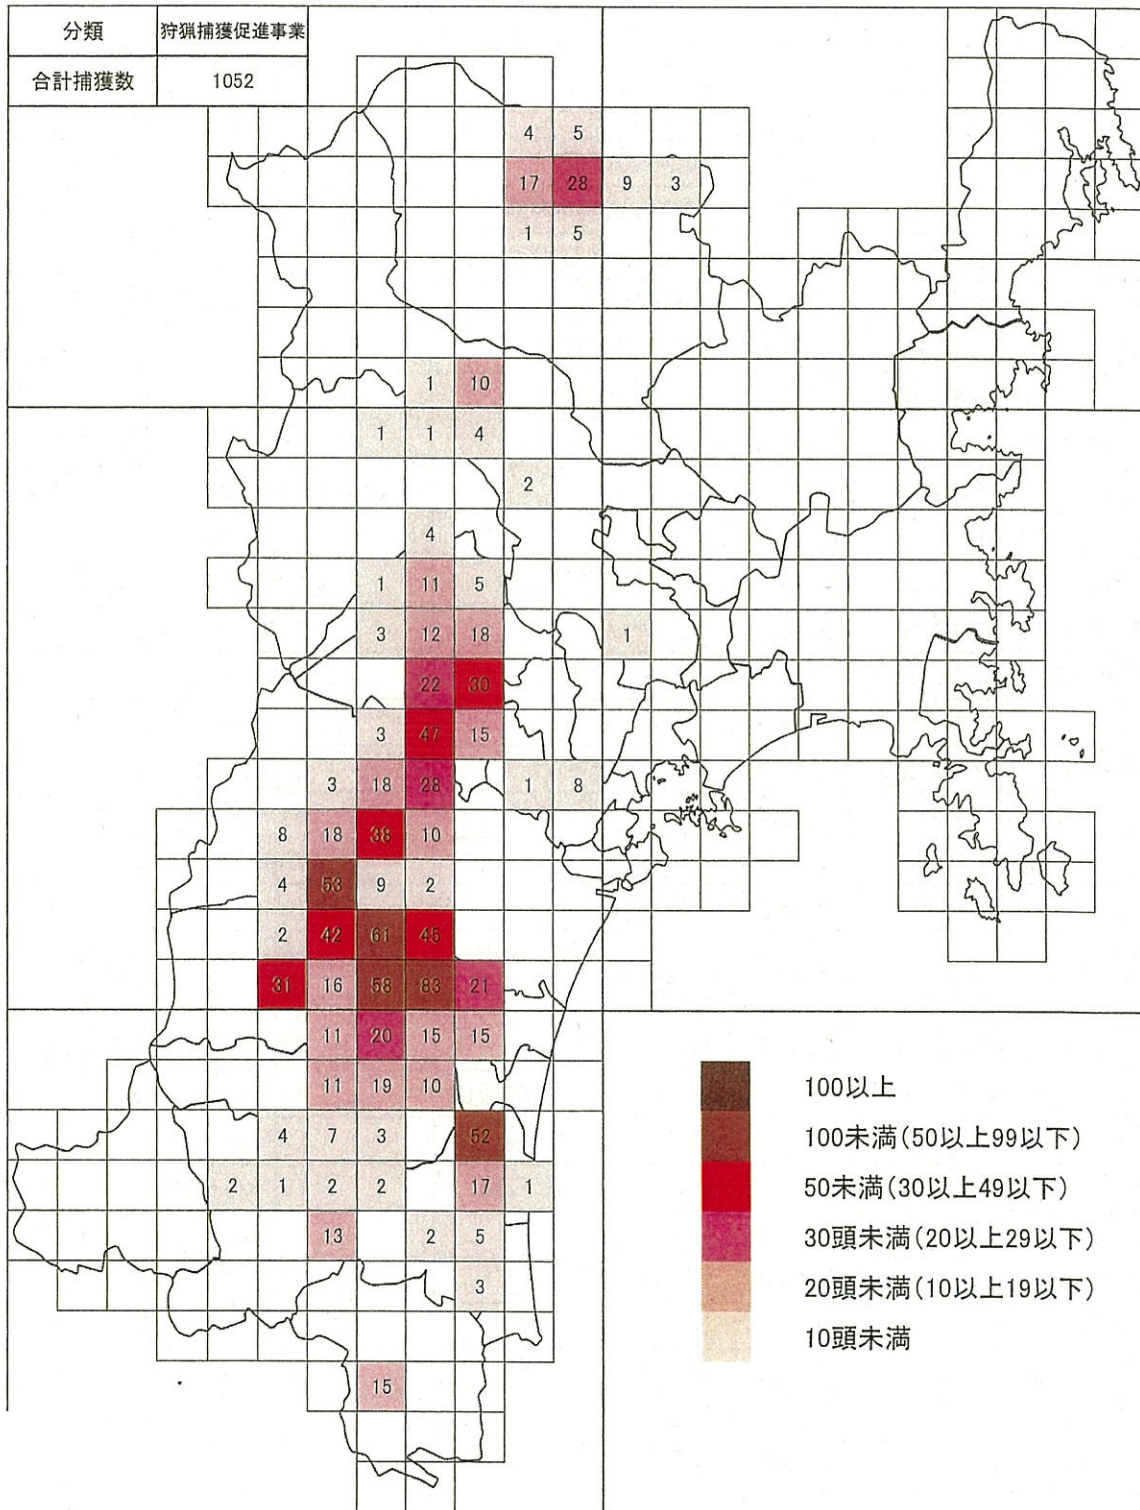 分類 狩猟捕獲促進事業
合計捕獲数 1052
4 5
17 28 9 3
1 5
1 10
1 1 4
2
4
1 11 5
3 12 18 1
22 30
3 47 15
3 18 28 1 8
8 18 38 10
4 53 9 2
2 42 61 45
31 16 58 83 21
11 20 15 15
11 19 10
4 7 3 52
2 1 2 2 17 1
13 2 5
3
15
100以上
100未満(50以上99以下)
50未満(30以上49以下)
30頭未満(20以上29以下)
20頭未満(10以上19以下)
10頭未満